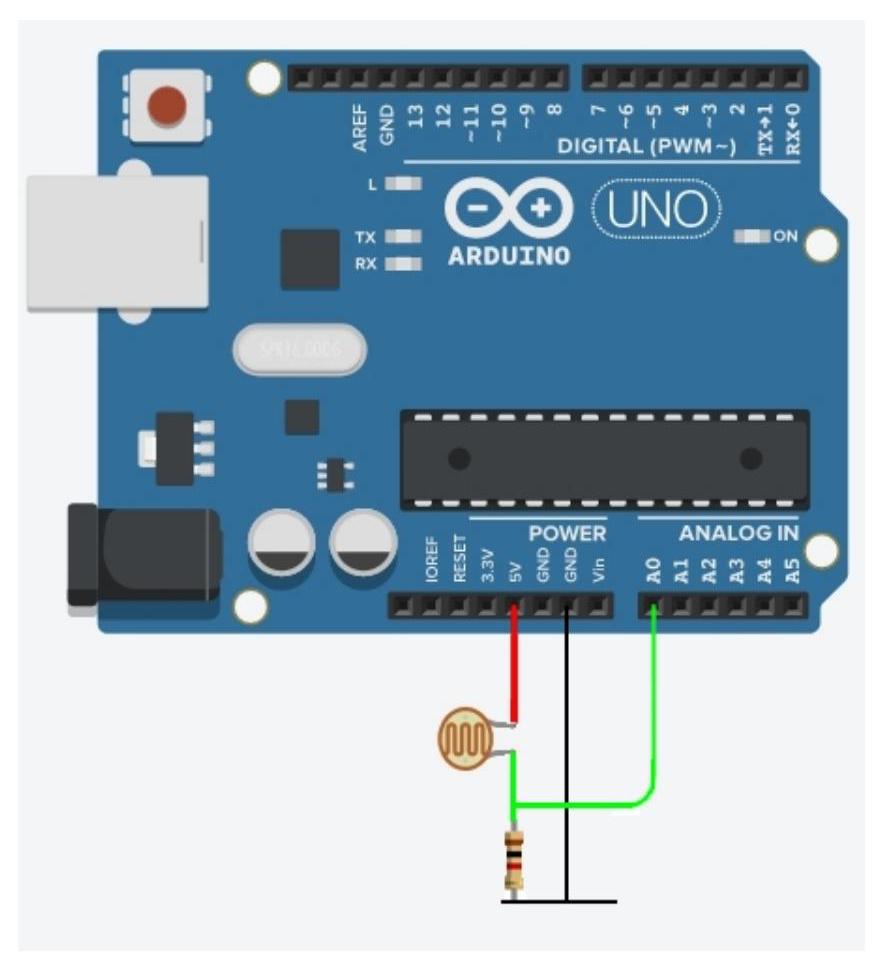 AREF
GND
13
12
~11
~10
~9
8
7
~6
~5
4
~3
2
TX→1
RX←0
DIGITAL (PWM~)
L
TX
RX
ARDUINO
UNO
ON
POWER
ANALOG IN
IOREF
RESET
3.3V
5V
GND
GND
Vin
A0
A1
A2
A3
A4
A5